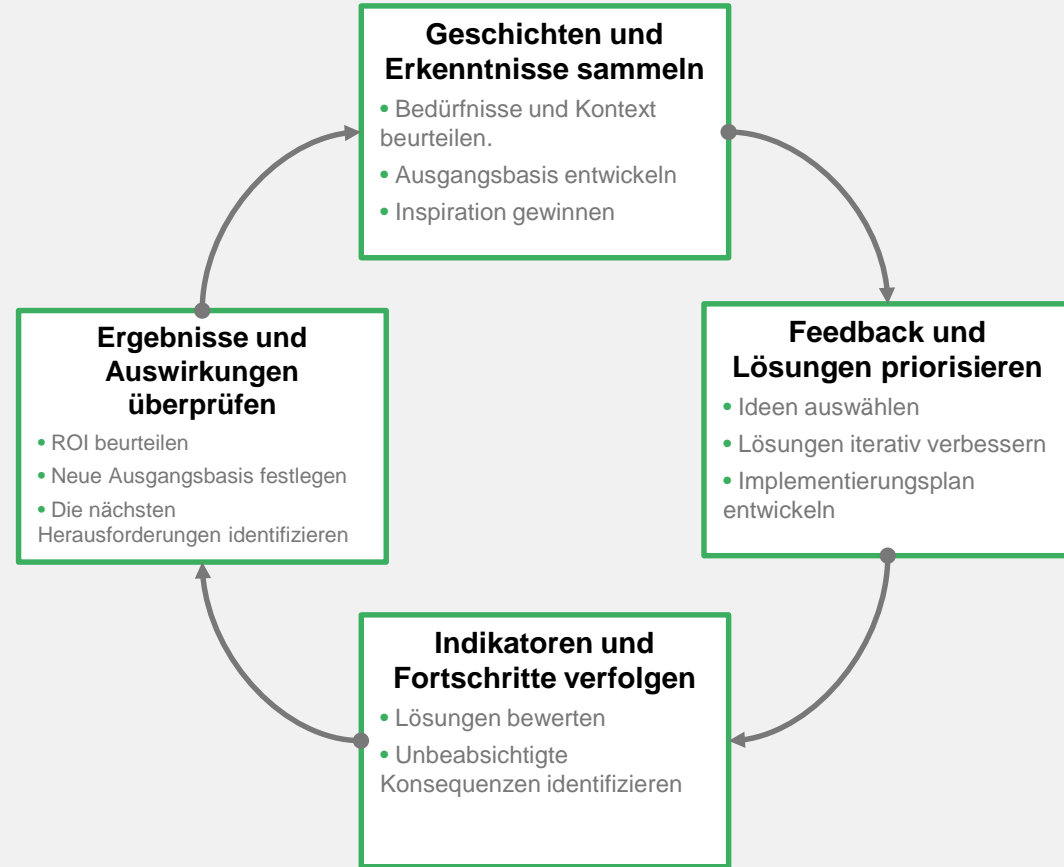 Geschichten und
Erkenntnisse sammeln
• Bedürfnisse und Kontext
beurteilen.
• Ausgangsbasis entwickeln
• Inspiration gewinnen
Feedback und
Lösungen priorisieren
• Ideen auswählen
• Lösungen iterativ verbessern
• Implementierungsplan
entwickeln
Indikatoren und
Fortschritte verfolgen
• Lösungen bewerten
• Unbeabsichtigte
Konsequenzen identifizieren
Ergebnisse und
Auswirkungen
überprüfen
• ROI beurteilen
• Neue Ausgangsbasis festlegen
• Die nächsten
Herausforderungen identifizieren